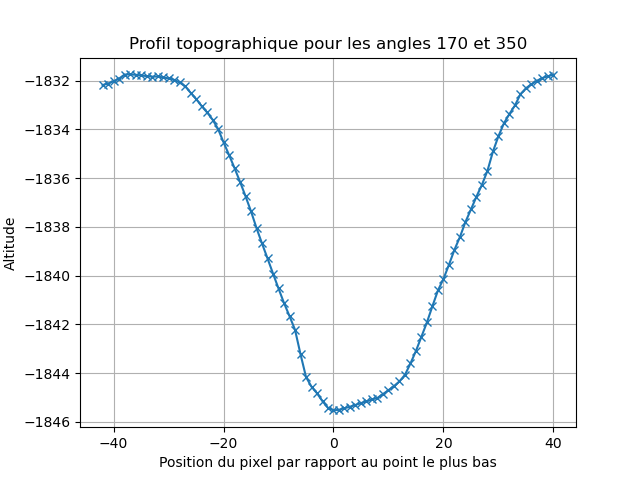 Profil topographique pour les angles 170 et 350
Altitude
−1832
−1834
−1836
−1838
−1840
−1842
−1844
−1846
−40 −20 0 20 40
Position du pixel par rapport au point le plus bas